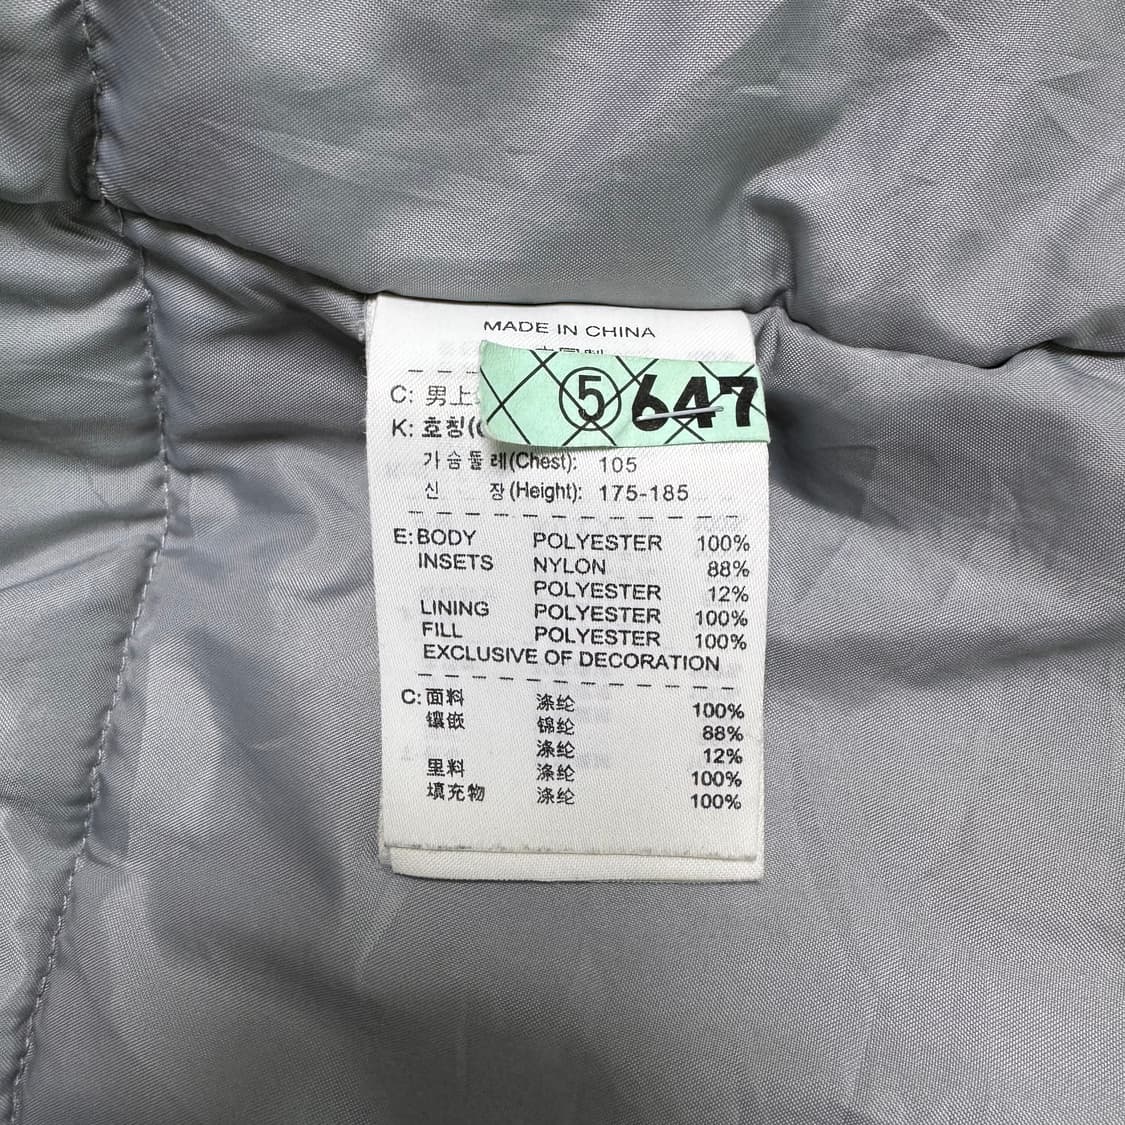 MADE IN CHINA
⑤ 647
C: 男上
K: 호칭(
가슴둘레(Chest): 105
신 장(Height): 175-185
E: BODY POLYESTER 100%
INSETS NYLON 88%
POLYESTER 12%
LINING POLYESTER 100%
FILL POLYESTER 100%
EXCLUSIVE OF DECORATION
C: 面料 涤纶 100%
镶嵌 锦纶 88%
涤纶 12%
里料 涤纶 100%
填充物 涤纶 100%